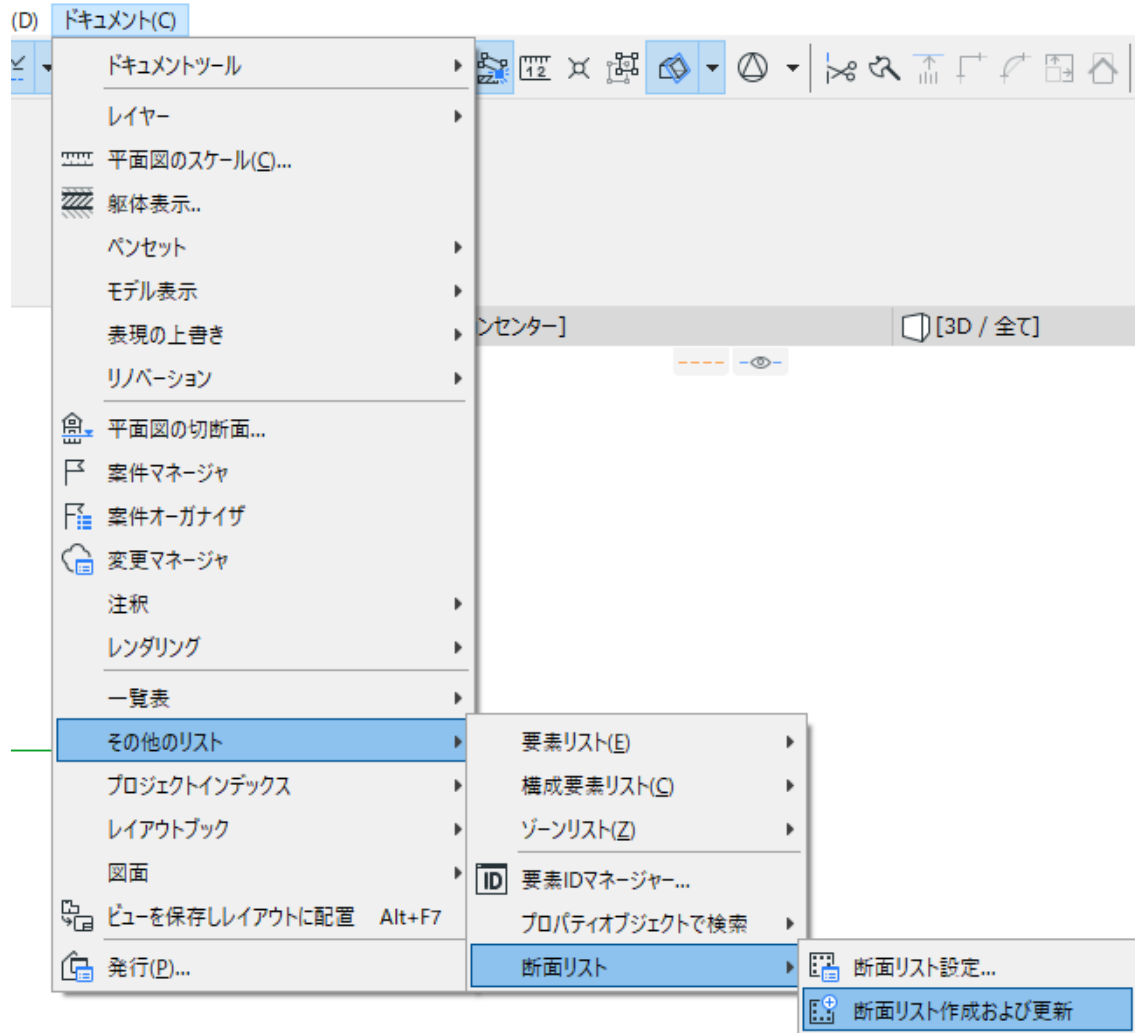 (D) ドキュメント(C)
ドキュメントツール
レイヤー
平面図のスケール(C)...
躯体表示..
ペンセット
モデル表示
表現の上書き
ンセンター]
[3D / 全て]
リノベーション
平面図の切断面...
案件マネージャ
案件オーガナイザ
変更マネージャ
注釈
レンダリング
一覧表
その他のリスト
プロジェクトインデックス
レイアウトブック
図面
ビューを保存しレイアウトに配置 Alt+F7
発行(P)...
要素リスト(E)
構成要素リスト(C)
ゾーンリスト(Z)
ID 要素IDマネージャー...
プロパティオブジェクトで検索
断面リスト
断面リスト設定...
断面リスト作成および更新